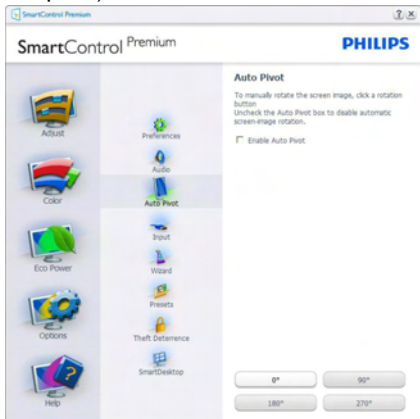 SmartControl Premium
SmartControl Premium
PHILIPS
Adjust
Color
Eco Power
Options
Help
Preferences
Audio
Auto Pivot
Input
Wizard
Presets
Theft Deterrence
SmartDesktop
Auto Pivot
To manually rotate the screen image, click a rotation
button
Uncheck the Auto Pivot box to disable automatic
screen-image rotation.
Enable Auto Pivot
0°
90°
180°
270°